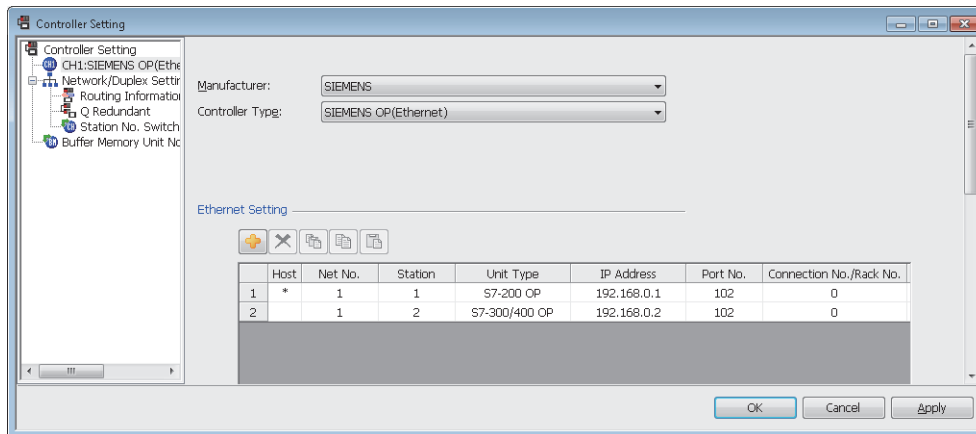 Controller Setting
Controller Setting
CH1:SIEMENS OP(Ethe
Network/Duplex Settin
Routing Information
Q Redundant
Station No. Switch
Buffer Memory Unit No
Manufacturer: SIEMENS
Controller Type: SIEMENS OP(Ethernet)
Ethernet Setting
Host Net No. Station Unit Type IP Address Port No. Connection No./Rack No.
1 * 1 1 S7-200 OP 192.168.0.1 102 0
2 1 2 S7-300/400 OP 192.168.0.2 102 0
OK Cancel Apply